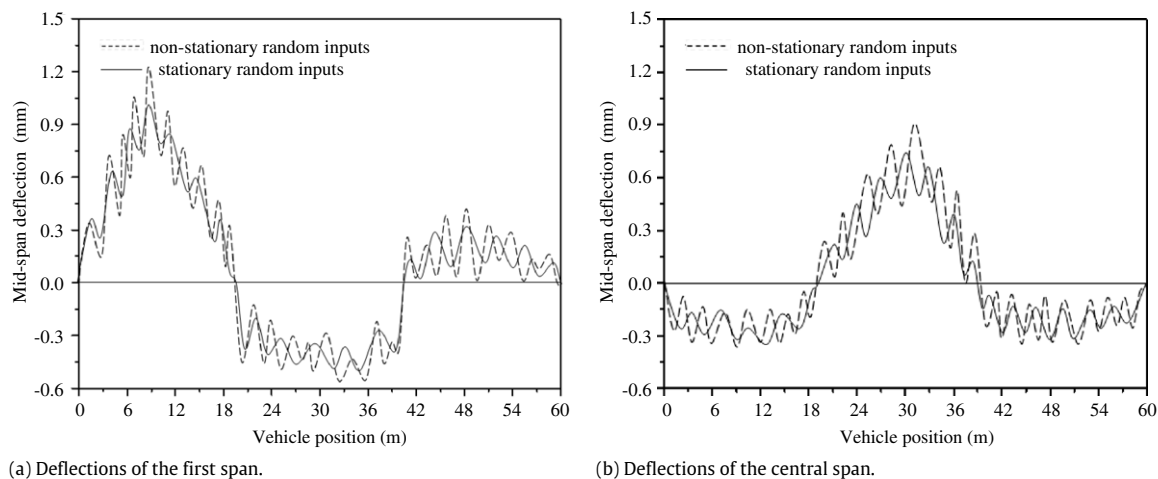 1.5
1.2
0.9
0.6
0.3
0.0
-0.3
-0.6
Mid-span deflection (mm)
non-stationary random inputs
stationary random inputs
0 6 12 18 24 30 36 42 48 54 60
Vehicle position (m)
(a) Deflections of the first span.
1.5
1.2
0.9
0.6
0.3
0.0
-0.3
-0.6
Mid-span deflection (mm)
non-stationary random inputs
stationary random inputs
0 6 12 18 24 30 36 42 48 54 60
Vehicle position (m)
(b) Deflections of the central span.